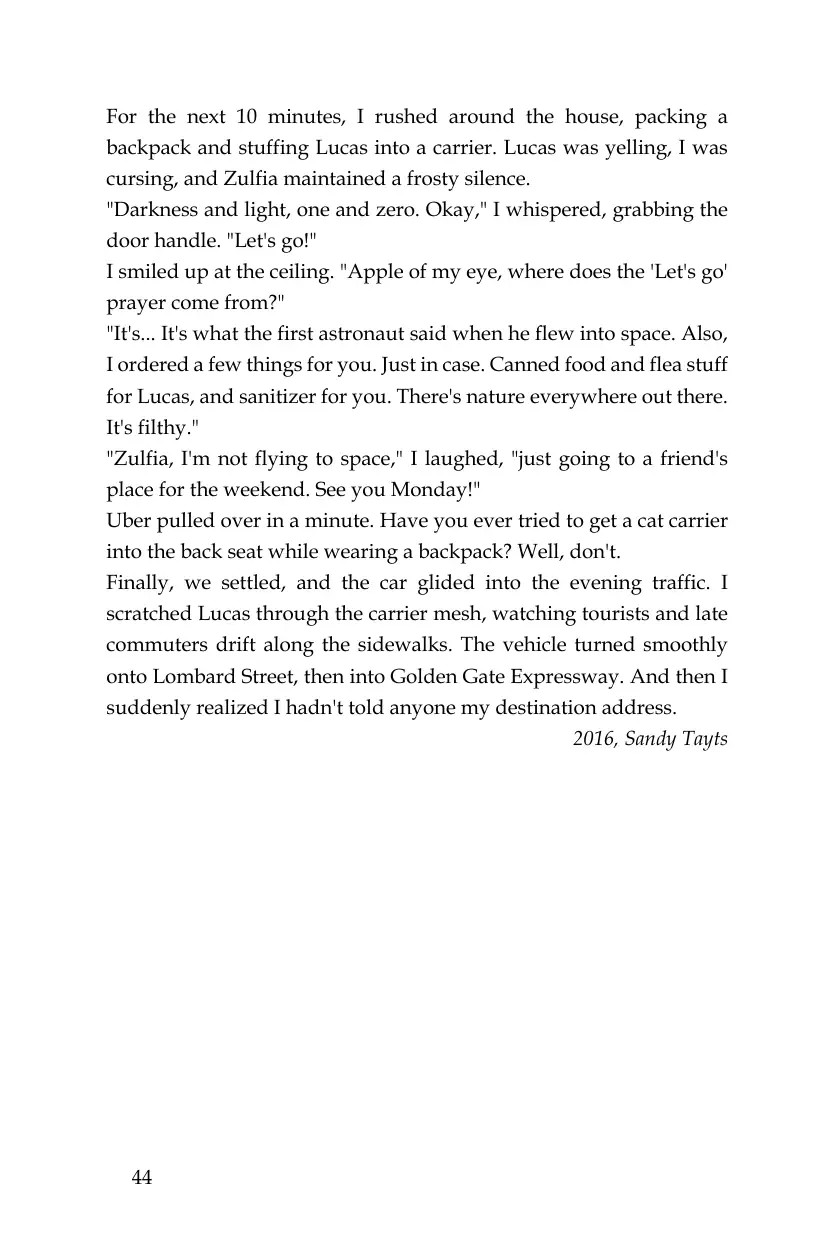 For the next 10 minutes, I rushed around the house, packing a
backpack and stuffing Lucas into a carrier. Lucas was yelling, I was
cursing, and Zulfia maintained a frosty silence.
"Darkness and light, one and zero. Okay," I whispered, grabbing the
door handle. "Let's go!"
I smiled up at the ceiling. "Apple of my eye, where does the 'Let's go'
prayer come from?"
"It's... It's what the first astronaut said when he flew into space. Also,
I ordered a few things for you. Just in case. Canned food and flea stuff
for Lucas, and sanitizer for you. There's nature everywhere out there.
It's filthy."
"Zulfia, I'm not flying to space," I laughed, "just going to a friend's
place for the weekend. See you Monday!"
Uber pulled over in a minute. Have you ever tried to get a cat carrier
into the back seat while wearing a backpack? Well, don't.
Finally, we settled, and the car glided into the evening traffic. I
scratched Lucas through the carrier mesh, watching tourists and late
commuters drift along the sidewalks. The vehicle turned smoothly
onto Lombard Street, then into Golden Gate Expressway. And then I
suddenly realized I hadn't told anyone my destination address.
2016, Sandy Tayts
44